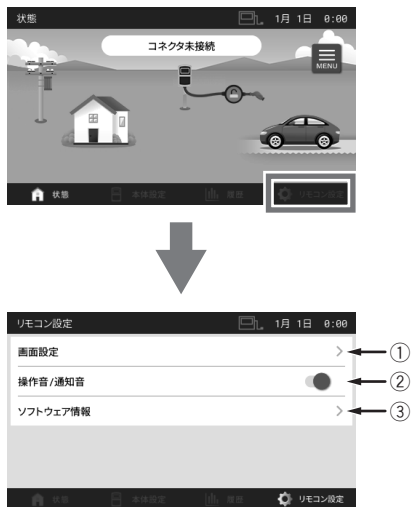 状態 1月 1日 0:00
コネクタ未接続
MENU
状態 本体設定 履歴 リモコン設定
リモコン設定 1月 1日 0:00
画面設定 ①
操作音/通知音 ②
ソフトウェア情報 ③
状態 本体設定 履歴 リモコン設定